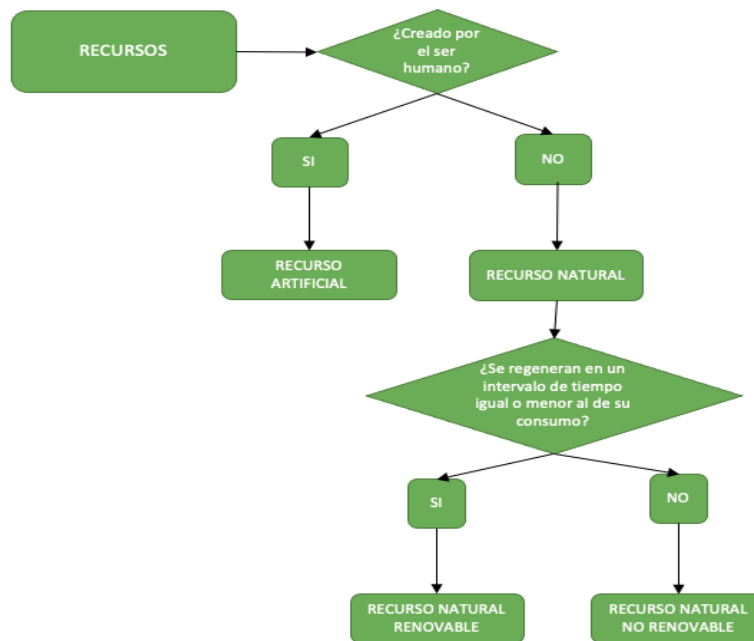 RECURSOS
¿Creado por
el ser
humano?
SI
NO
RECURSO
ARTIFICIAL
RECURSO NATURAL
¿Se regeneran en un
intervalo de tiempo
igual o menor al de su
consumo?
SI
NO
RECURSO NATURAL
RENOVABLE
RECURSO NATURAL
NO RENOVABLE